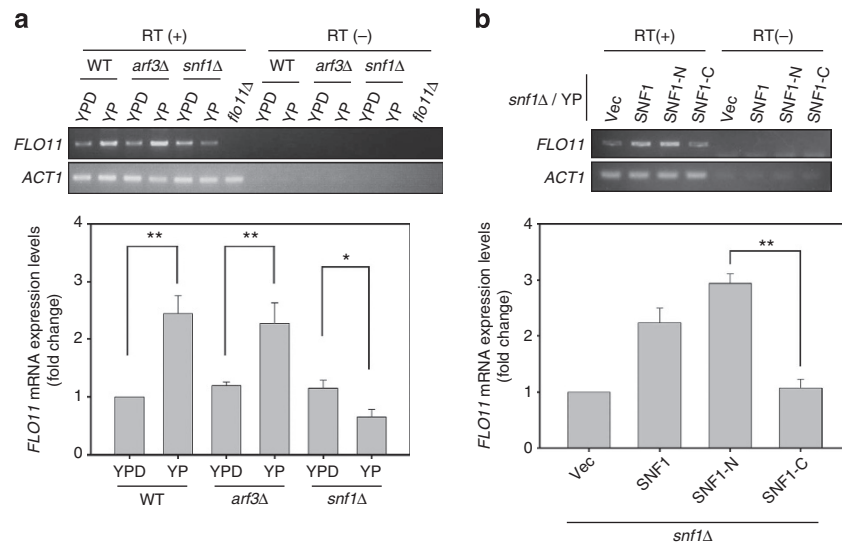 a
RT (+) RT (–)
WT arf3Δ snf1Δ WT arf3Δ snf1Δ
YPD YP YPD YP YPD YP flo11Δ YPD YP YPD YP YPD YP flo11Δ
FLO11
ACT1
4
3
2
1
0
FLO11 mRNA expression levels
(fold change)
** ** *
YPD YP YPD YP YPD YP
WT arf3Δ snf1Δ
b
RT(+) RT(–)
snf1Δ / YP
Vec SNF1 SNF1-N SNF1-C Vec SNF1 SNF1-N SNF1-C
FLO11
ACT1
4
3
2
1
0
FLO11 mRNA expression levels
(fold change)
**
Vec SNF1 SNF1-N SNF1-C
snf1Δ